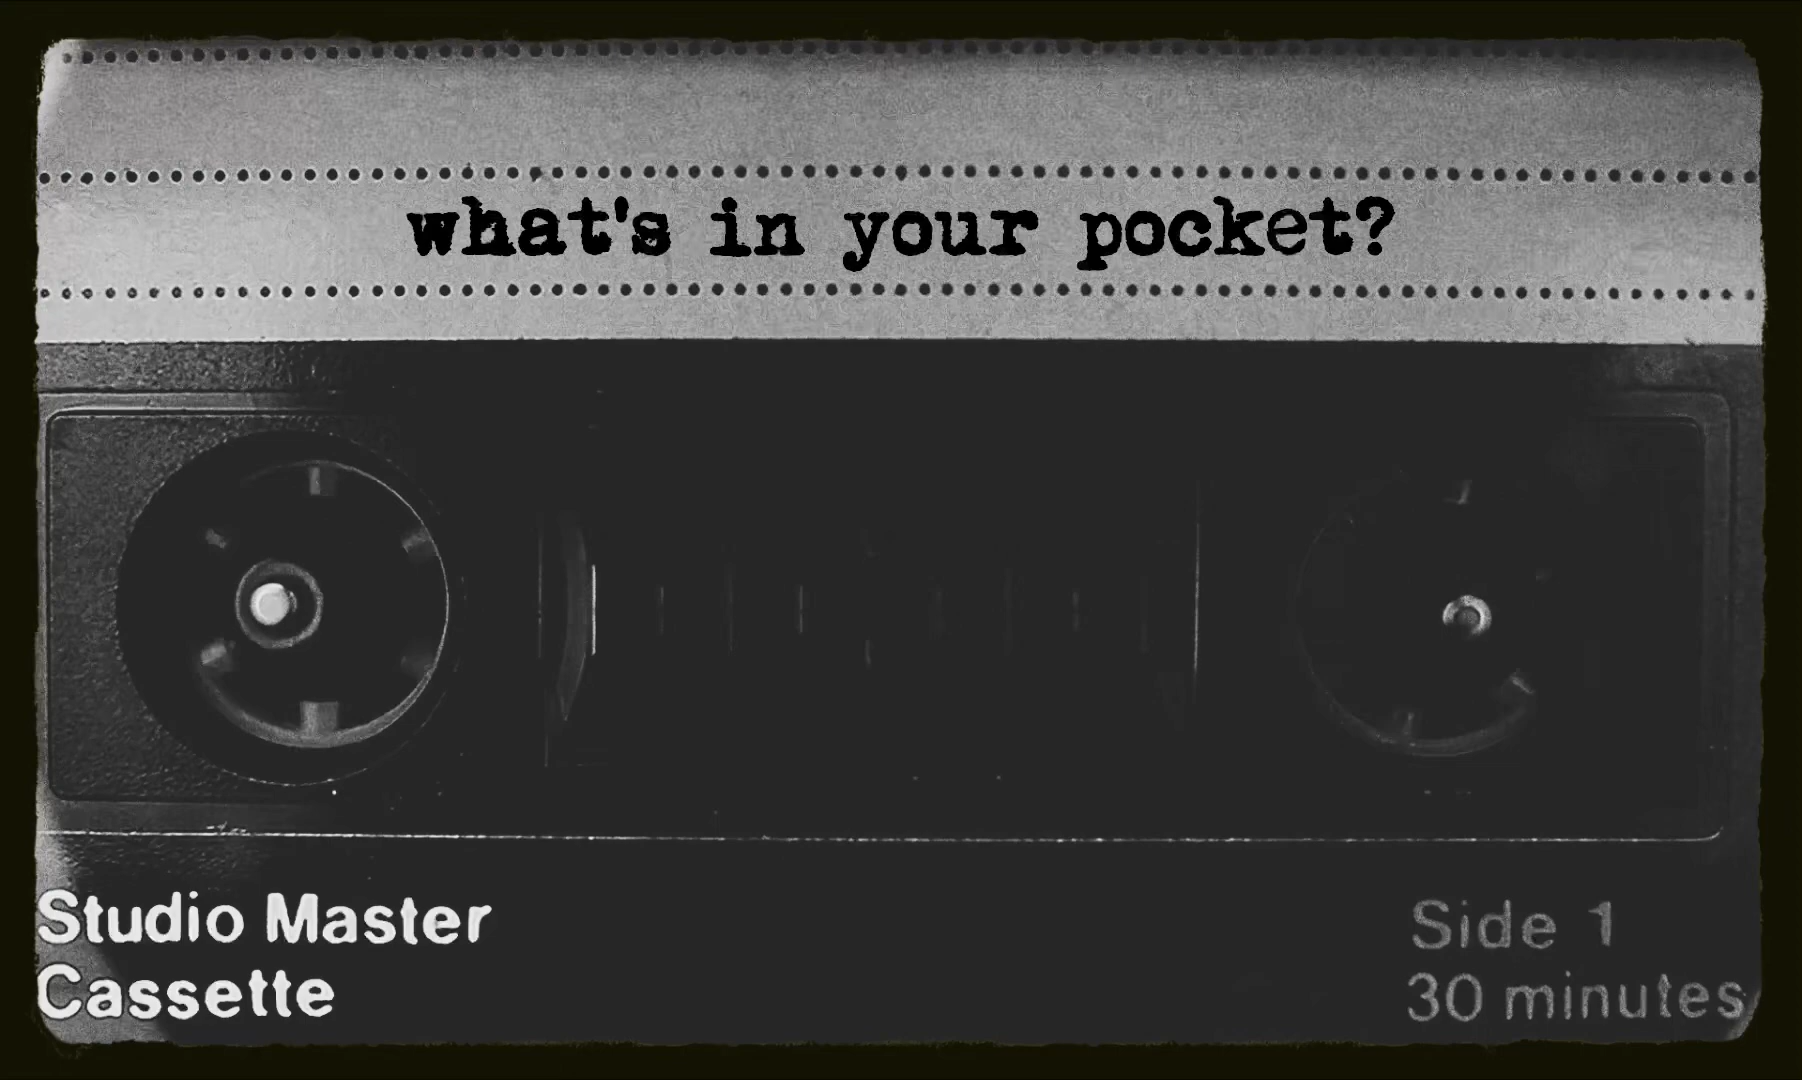 what's in your pocket?
Studio Master
Cassette
Side 1
30 minutes